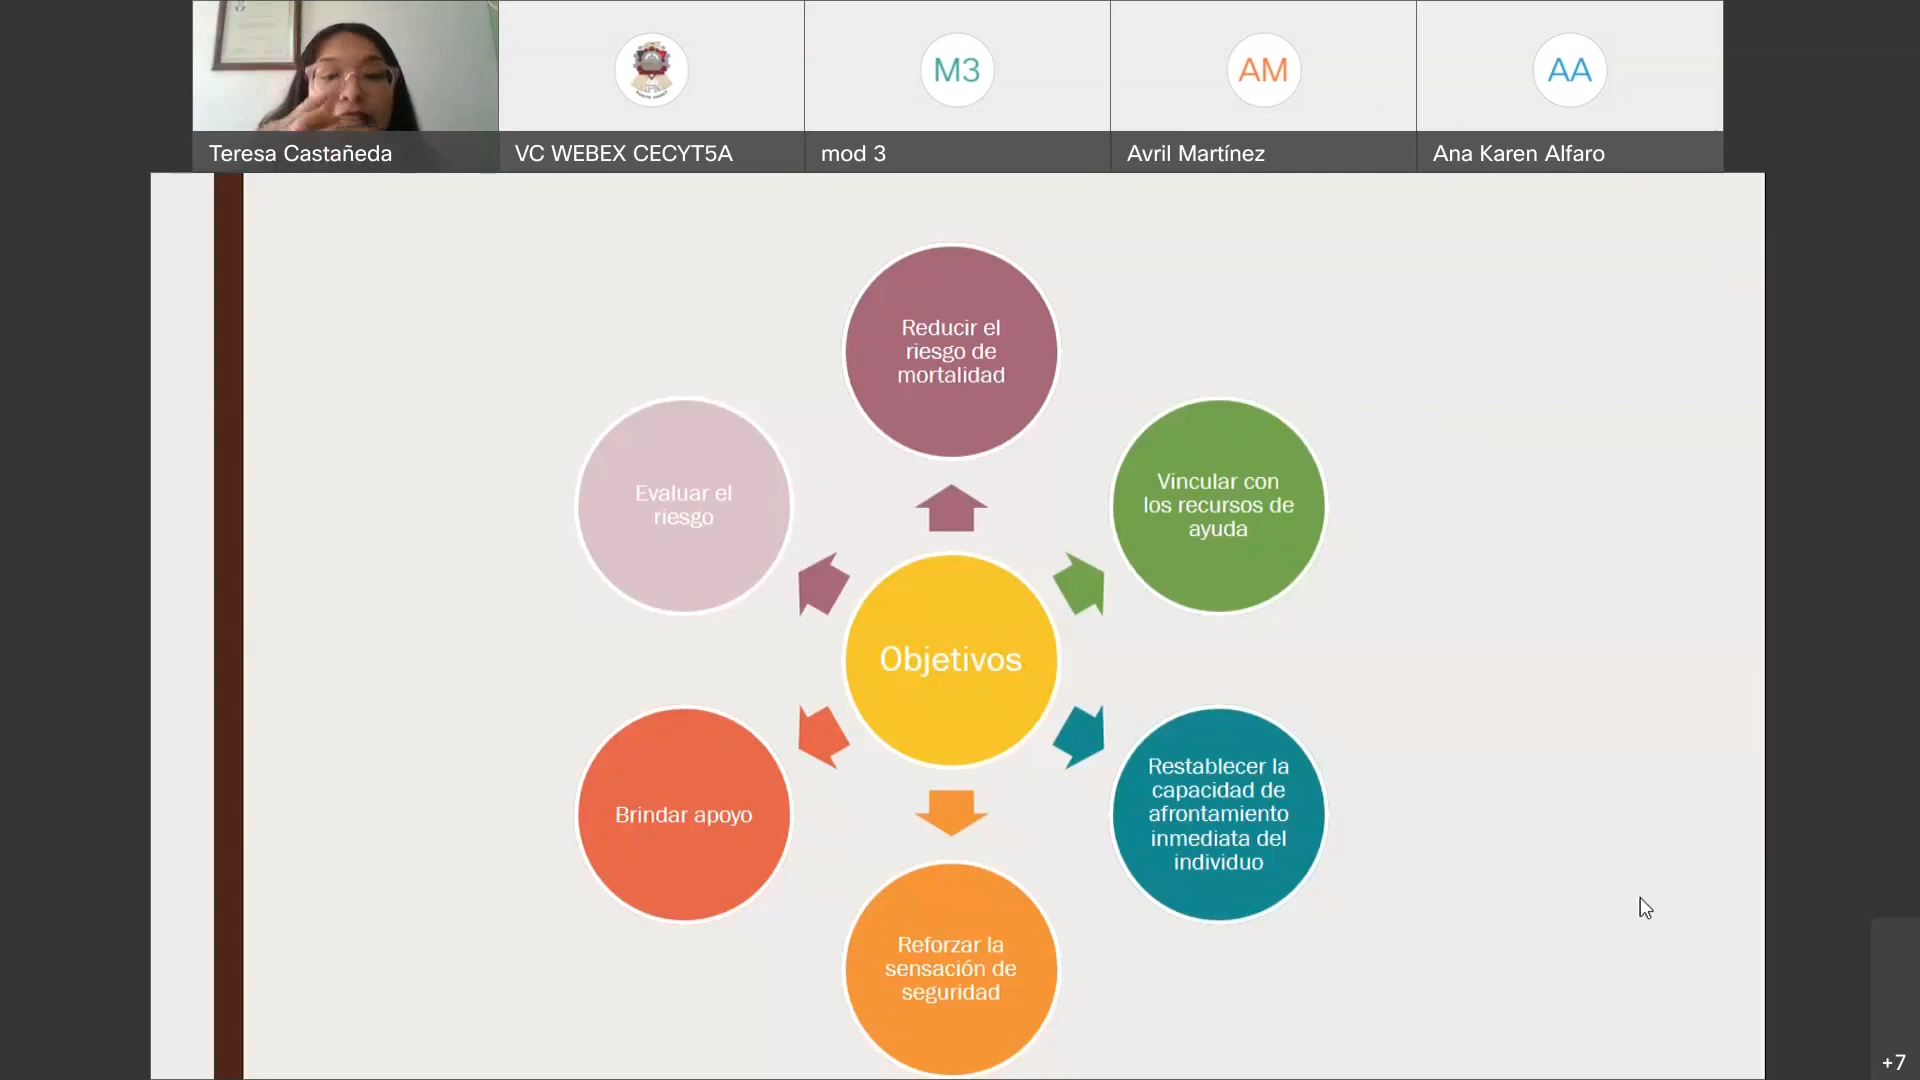 M3
AM
AA
Teresa Castañeda
VC WEBEX CECYT5A
mod 3
Avril Martínez
Ana Karen Alfaro
Reducir el
riesgo de
mortalidad
Vincular con
los recursos de
ayuda
Restablecer la
capacidad de
afrontamiento
inmediata del
individuo
Reforzar la
sensación de
seguridad
Brindar apoyo
Evaluar el
riesgo
Objetivos
+7